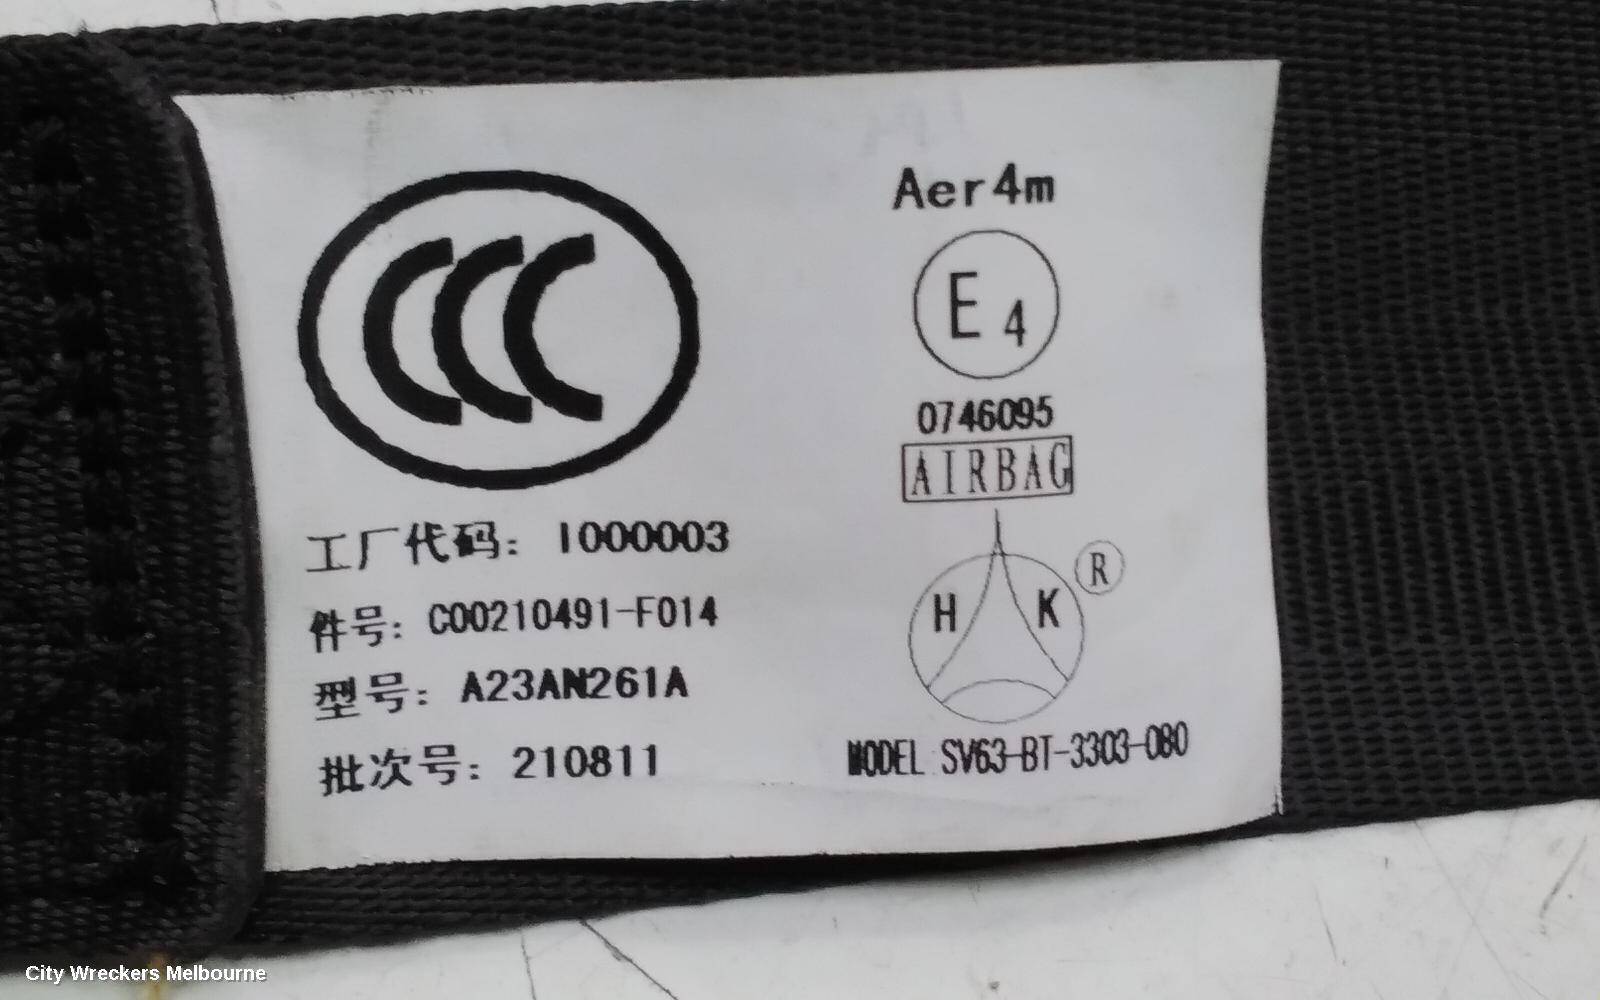 CCC
工厂代码: 1000003
件号: C00210491-F014
型号: A23AN261A
批次号: 210811
Aer4m
E4
0746095
AIRBAG
H K ®
MODEL SV63-BT-3303-080
City Wreckers Melbourne